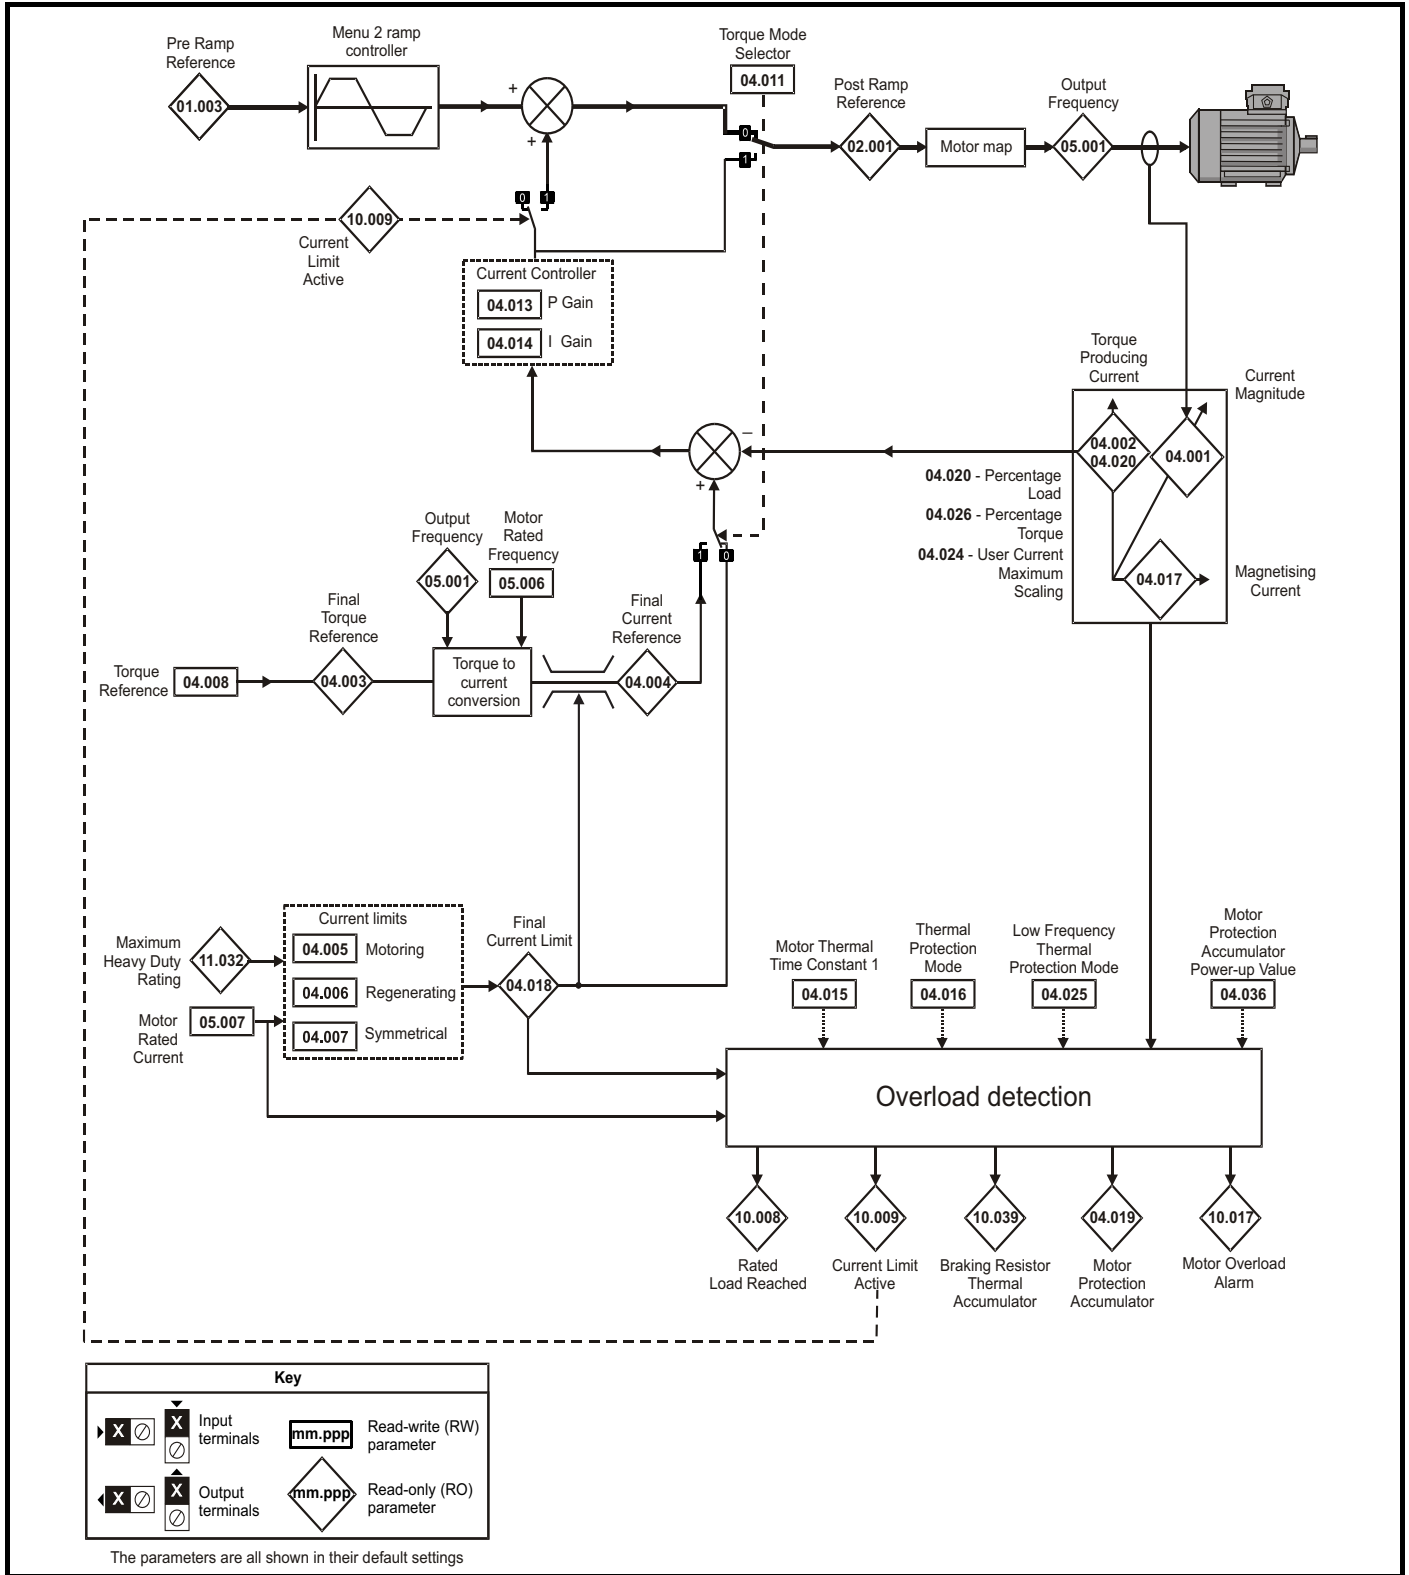 Pre Ramp
Reference
01.003
Menu 2 ramp
controller
+
+
Torque Mode
Selector
04.011
0
1
Post Ramp
Reference
02.001
Motor map
Output
Frequency
05.001
0
1
10.009
Current
Limit
Active
Current Controller
04.013
P Gain
04.014
I Gain
Torque
Producing
Current
Current
Magnitude
04.002
04.020
04.001
04.017
Magnetising
Current
04.020 - Percentage
Load
04.026 - Percentage
Torque
04.024 - User Current
Maximum
Scaling
–
+
1
0
Output
Frequency
05.001
Motor
Rated
Frequency
05.006
Final
Torque
Reference
04.003
Torque
Reference
04.008
Torque to
current
conversion
Final
Current
Reference
04.004
Maximum
Heavy Duty
Rating
11.032
Motor
Rated
Current
05.007
Current limits
04.005
Motoring
04.006
Regenerating
04.007
Symmetrical
Final
Current Limit
04.018
Motor Thermal
Time Constant 1
04.015
Thermal
Protection
Mode
04.016
Low Frequency
Thermal
Protection Mode
04.025
Motor
Protection
Accumulator
Power-up Value
04.036
Overload detection
10.008
Rated
Load Reached
10.009
Current Limit
Active
10.039
Braking Resistor
Thermal
Accumulator
04.019
Motor
Protection
Accumulator
10.017
Motor Overload
Alarm
Key
X
X
Input
terminals
mm.ppp
Read-write (RW)
parameter
X
X
Output
terminals
mm.ppp
Read-only (RO)
parameter
The parameters are all shown in their default settings